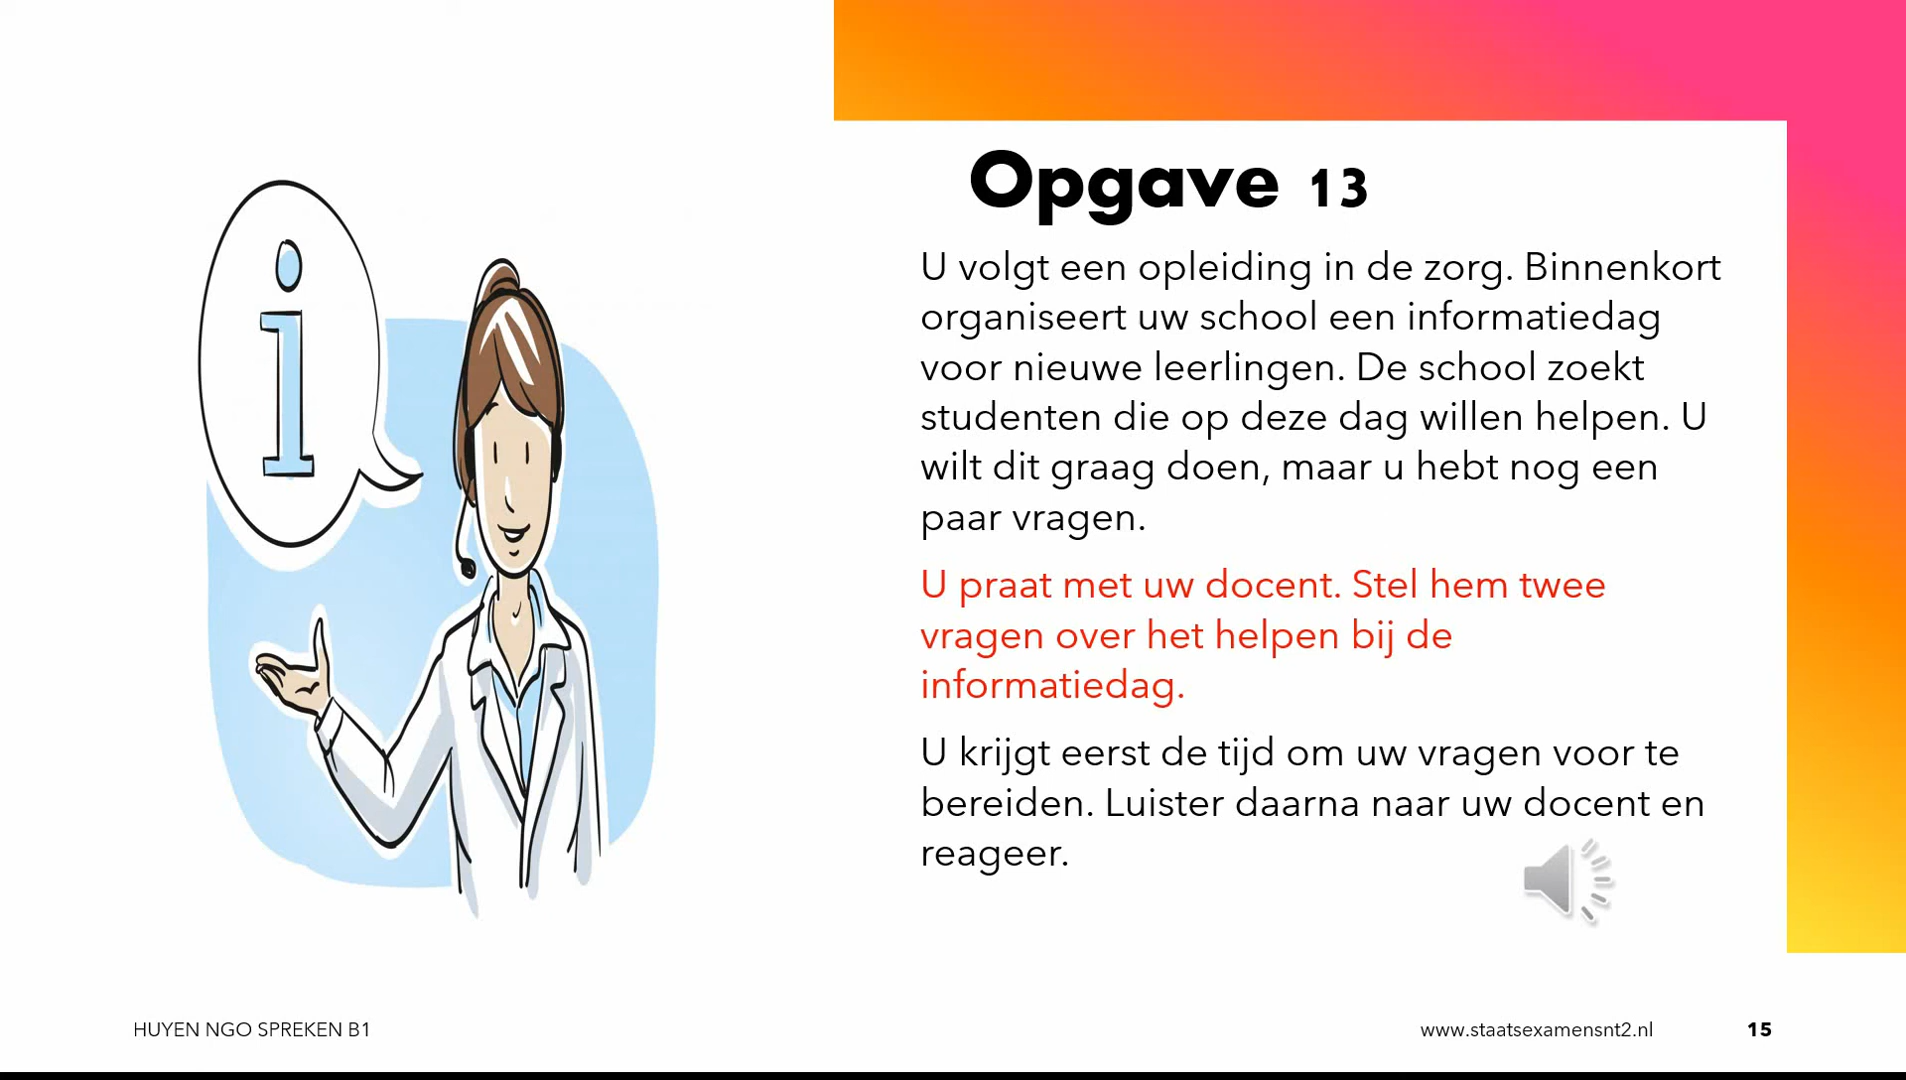 i
Opgave 13
U volgt een opleiding in de zorg. Binnenkort
organiseert uw school een informatiedag
voor nieuwe leerlingen. De school zoekt
studenten die op deze dag willen helpen. U
wilt dit graag doen, maar u hebt nog een
paar vragen.
U praat met uw docent. Stel hem twee
vragen over het helpen bij de
informatiedag.
U krijgt eerst de tijd om uw vragen voor te
bereiden. Luister daarna naar uw docent en
reageer.
HUYEN NGO SPREKEN B1
www.staatsexamensnt2.nl
15